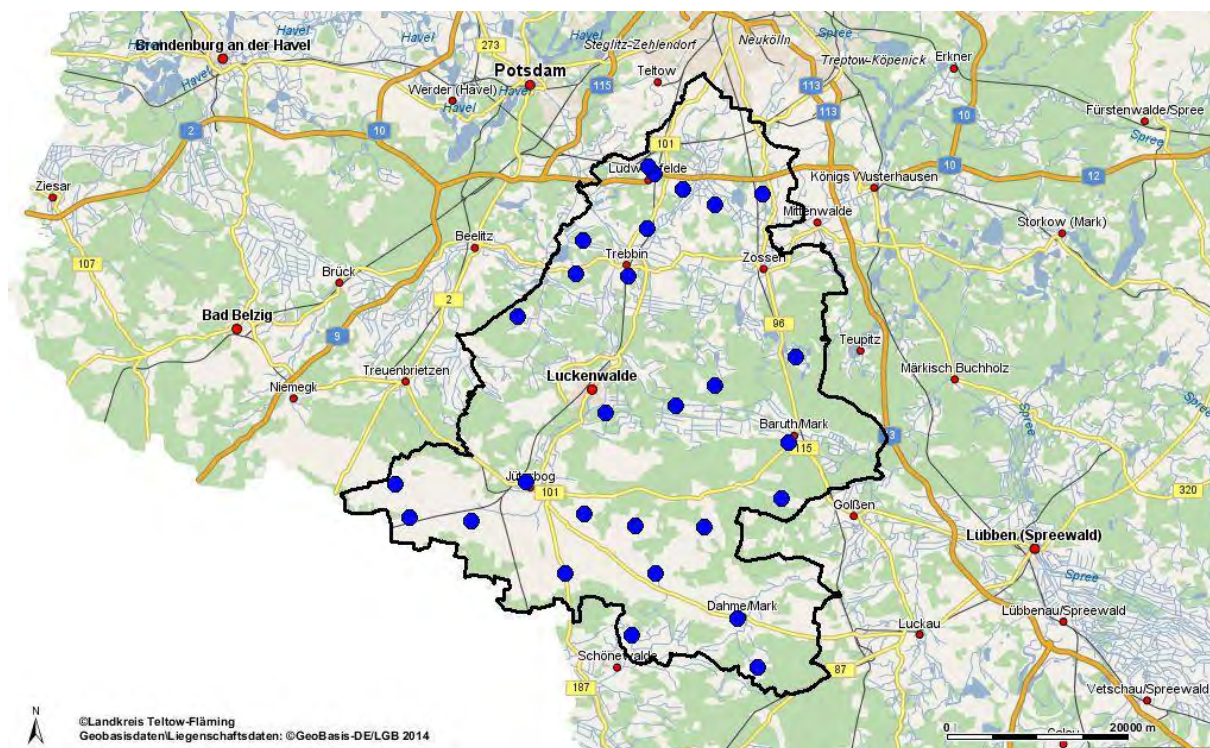 Brandenburg an der Havel
273
Steglitz-Zehlendorf
Neukölln
Spree
Treptow-Köpenick
Erkner
Havel
Potsdam
Havel
Teltow
115
113
Werder (Havel)
Havel
113
Fürstenwalde/Spree
10
2
10
101
Spree
Ziesar
Königs Wusterhausen
10
12
Mittenwalde
Storkow (Mark)
Beelitz
107
Trebbin
Zossen
Brück
2
Bad Belzig
9
96
Teupitz
Treuenbrietzen
Luckenwalde
Märkisch Buchholz
Niemegk
Spree
Baruth/Mark
115
101
320
Golßen
Lübben (Spreewald)
Spree
Dahme/Mark
Lübbenau/Spreewald
Luckau
87
187
Vetschau/Spreewald
N
©Landkreis Teltow-Fläming
Geobasisdaten\Liegenschaftsdaten: ©GeoBasis-DE/LGB 2014
0
20000 m